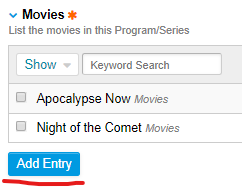 Movies *
List the movies in this Program/Series
Show Keyword Search
Apocalypse Now Movies
Night of the Comet Movies
Add Entry